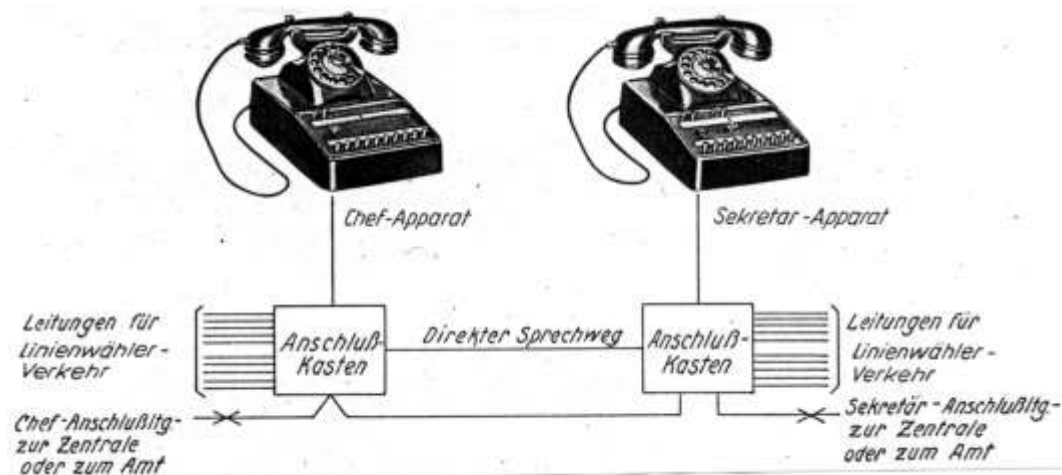 Chef-Apparat
Sekretär-Apparat
Leitungen für
Linienwähler-
Verkehr
Anschluß-
Kasten
Direkter Sprechweg
Anschluß-
Kasten
Leitungen für
Linienwähler-
Verkehr
Chef-Anschlußltg.-
zur Zentrale
oder zum Amt
Sekretär-Anschlußltg.-
zur Zentrale
oder zum Amt